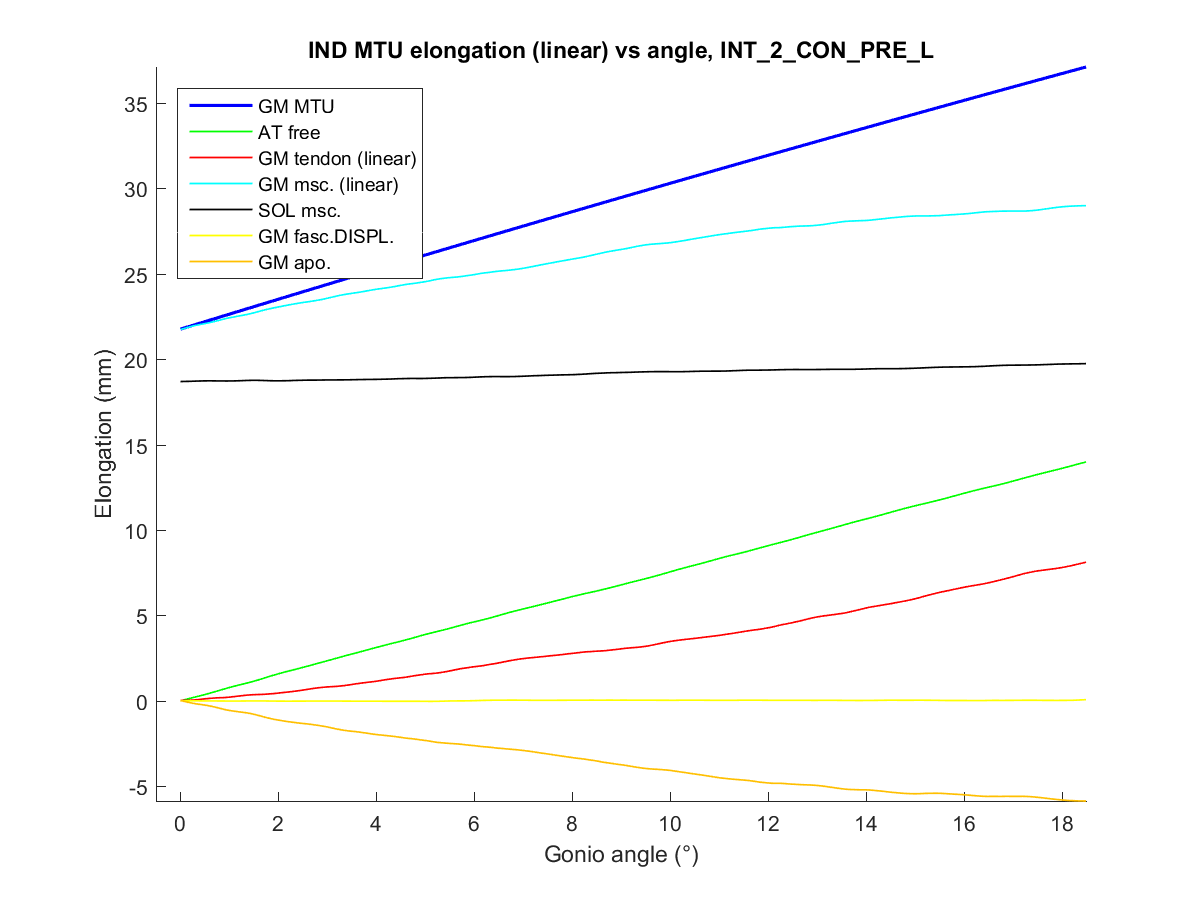 IND MTU elongation (linear) vs angle, INT_2_CON_PRE_L
GM MTU
AT free
GM tendon (linear)
GM msc. (linear)
SOL msc.
GM fasc.DISPL.
GM apo.
Elongation (mm)
35
30
25
20
15
10
5
0
-5
0 2 4 6 8 10 12 14 16 18
Gonio angle (°)